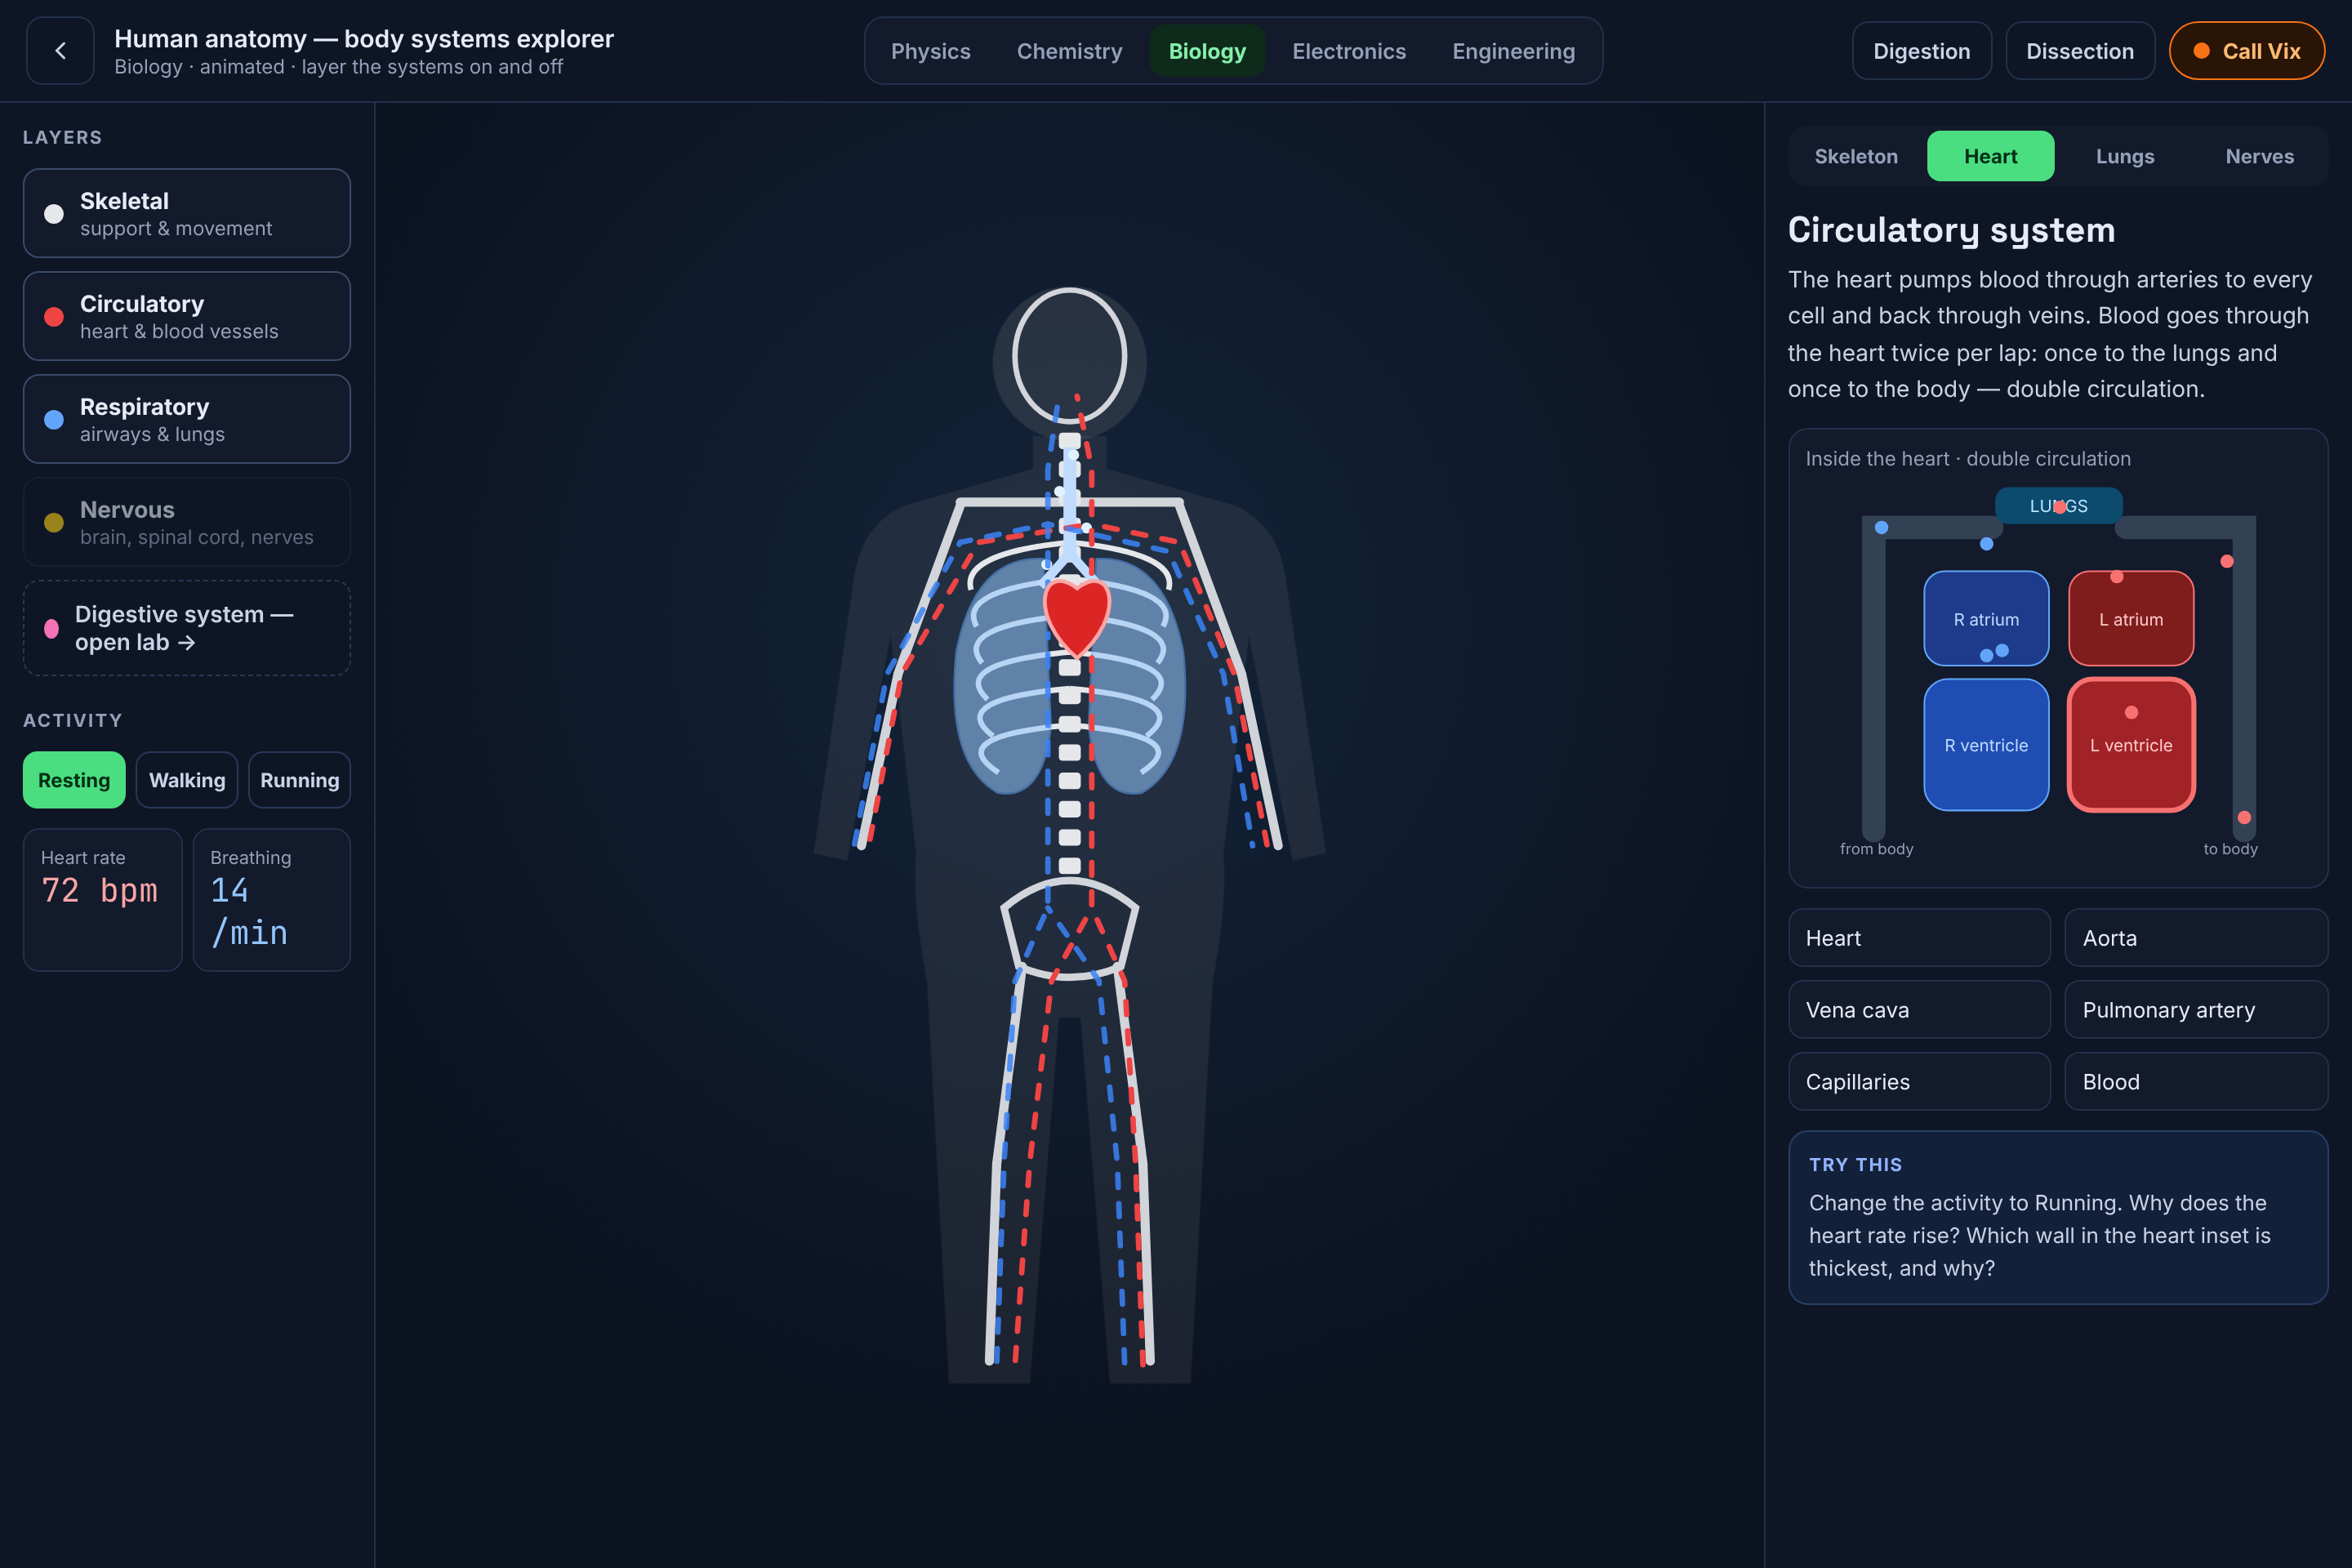 Human anatomy — body systems explorer
Biology · animated · layer the systems on and off
Physics
Chemistry
Biology
Electronics
Engineering
Digestion
Dissection
Call Vix
LAYERS
Skeletal
support & movement
Circulatory
heart & blood vessels
Respiratory
airways & lungs
Nervous
brain, spinal cord, nerves
Digestive system —
open lab →
ACTIVITY
Resting
Walking
Running
Heart rate
72 bpm
Breathing
14
/min
Skeleton
Heart
Lungs
Nerves
Circulatory system
The heart pumps blood through arteries to every
cell and back through veins. Blood goes through
the heart twice per lap: once to the lungs and
once to the body — double circulation.
Inside the heart · double circulation
LUNGS
R atrium
L atrium
R ventricle
L ventricle
from body
to body
Heart
Aorta
Vena cava
Pulmonary artery
Capillaries
Blood
TRY THIS
Change the activity to Running. Why does the
heart rate rise? Which wall in the heart inset is
thickest, and why?